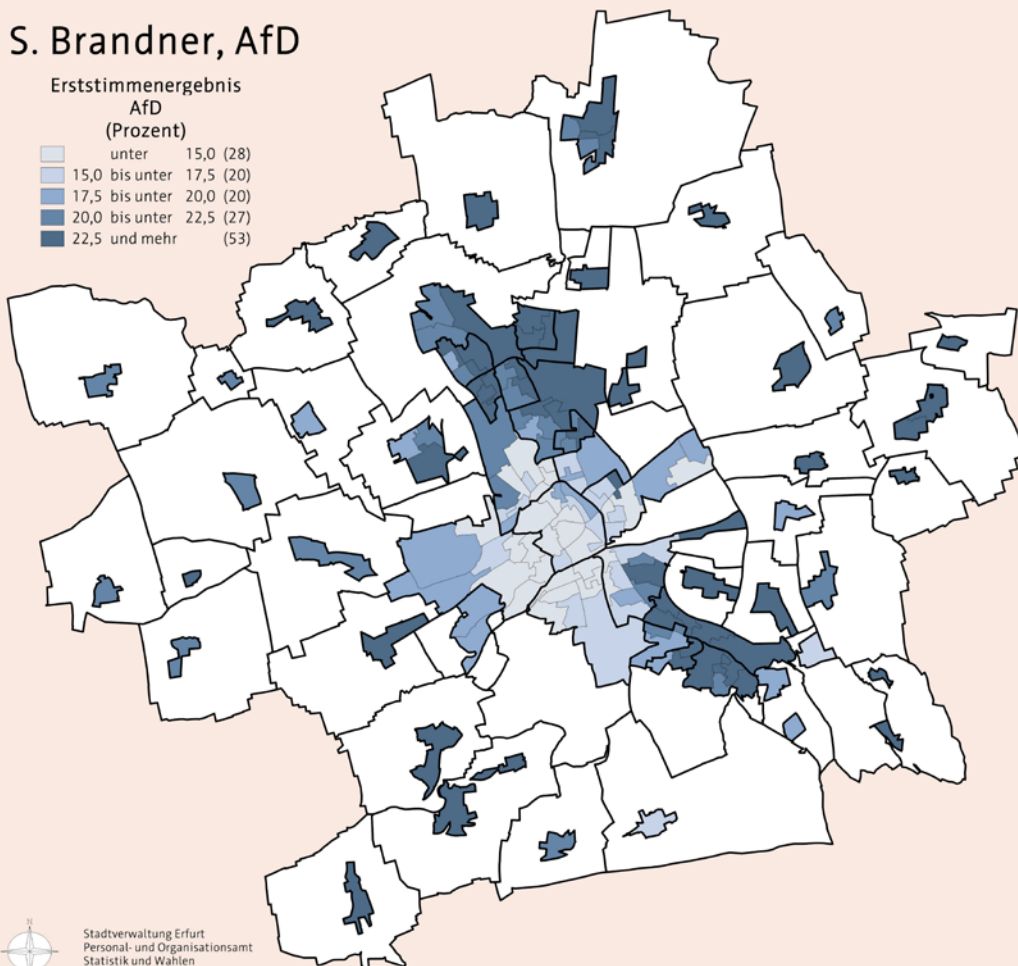 S. Brandner, AfD
Erststimmenergebnis
AfD
(Prozent)
unter 15,0 (28)
15,0 bis unter 17,5 (20)
17,5 bis unter 20,0 (20)
20,0 bis unter 22,5 (27)
22,5 und mehr (53)
N
Stadtverwaltung Erfurt
Personal- und Organisationsamt
Statistik und Wahlen